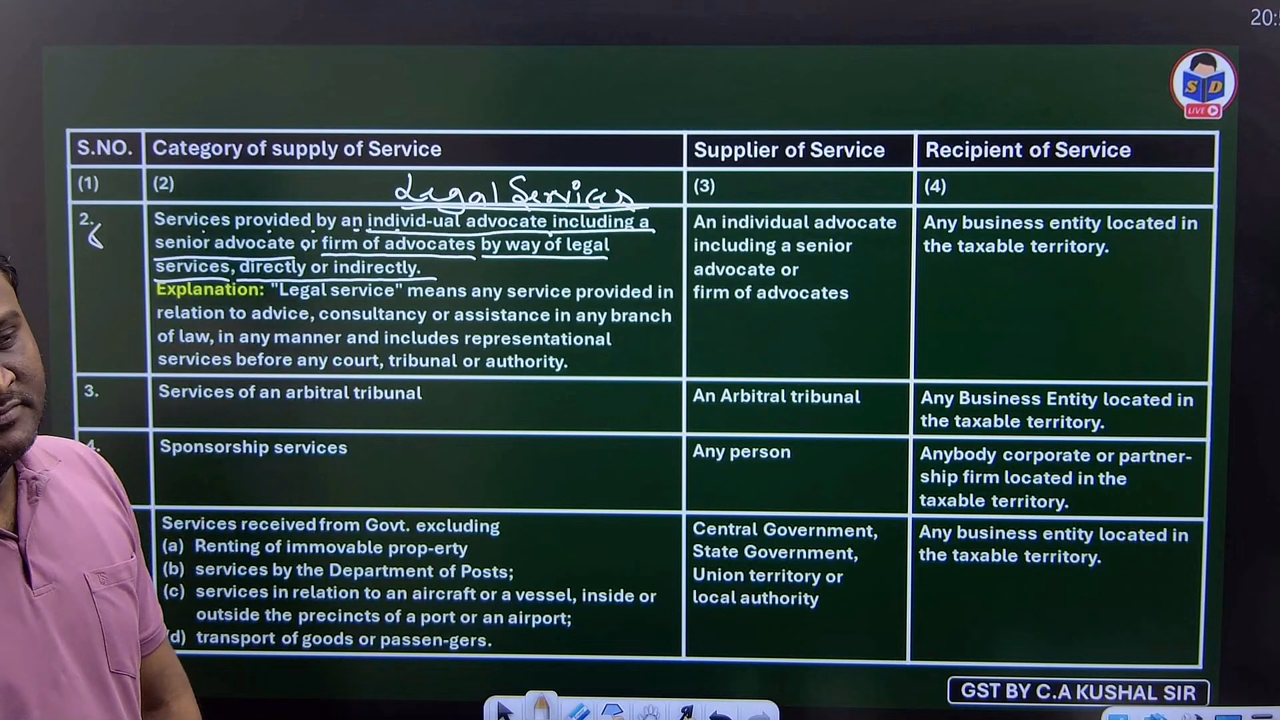 20:
S D
LIVE
S.NO. Category of supply of Service Supplier of Service Recipient of Service
(1) (2) Legal Services (3) (4)
2. Services provided by an individ-ual advocate including a
senior advocate or firm of advocates by way of legal
services, directly or indirectly.
Explanation: "Legal service" means any service provided in
relation to advice, consultancy or assistance in any branch
of law, in any manner and includes representational
services before any court, tribunal or authority.
An individual advocate
including a senior
advocate or
firm of advocates
Any business entity located in
the taxable territory.
3. Services of an arbitral tribunal
An Arbitral tribunal
Any Business Entity located in
the taxable territory.
4. Sponsorship services
Any person
Anybody corporate or partner-
ship firm located in the
taxable territory.
Services received from Govt. excluding
(a) Renting of immovable prop-erty
(b) services by the Department of Posts;
(c) services in relation to an aircraft or a vessel, inside or
outside the precincts of a port or an airport;
(d) transport of goods or passen-gers.
Central Government,
State Government,
Union territory or
local authority
Any business entity located in
the taxable territory.
GST BY C.A KUSHAL SIR